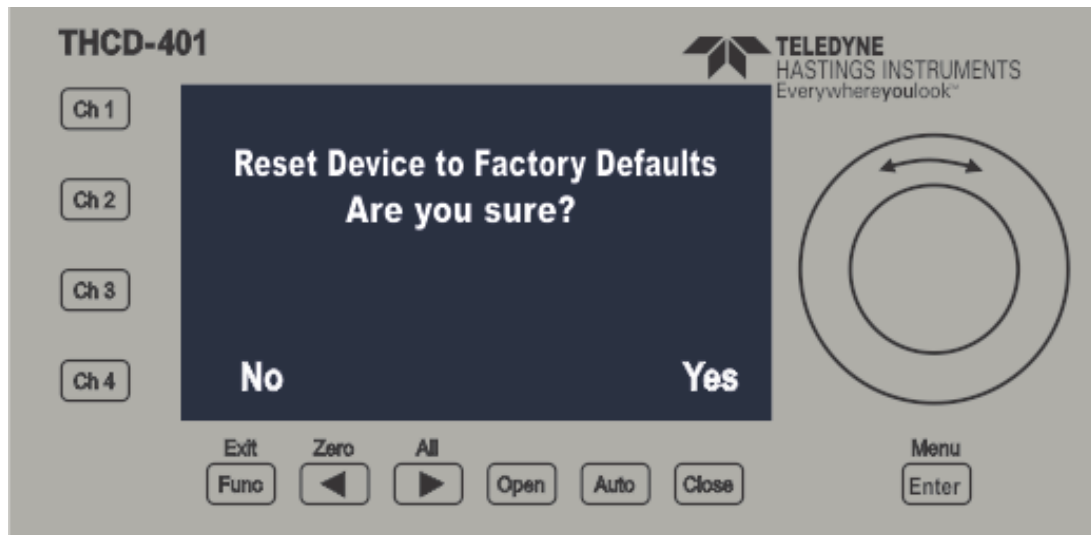 THCD-401
TELEDYNE
HASTINGS INSTRUMENTS
Everywhereyoulook™
Ch 1
Ch 2
Ch 3
Ch 4
Reset Device to Factory Defaults
Are you sure?
No Yes
Exit Zero All Menu
Func ◀ ▶ Open Auto Close Enter